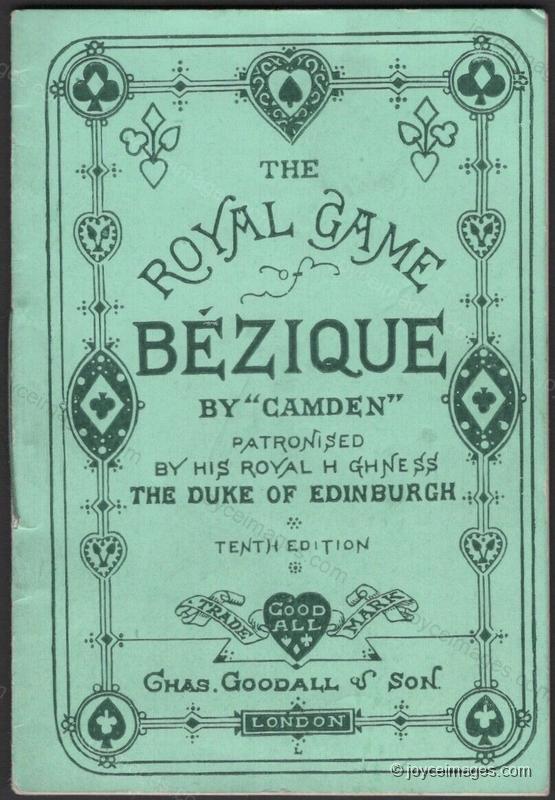 THE
ROYAL GAME
of
BÉZIQUE
BY "CAMDEN"
PATRONISED
BY HIS ROYAL H GHNESS
THE DUKE OF EDINBURGH.
TENTH EDITION
TRADE GOOD ALL MARK
CHAS. GOODALL & SON.
LONDON
L
© joyceimages.com